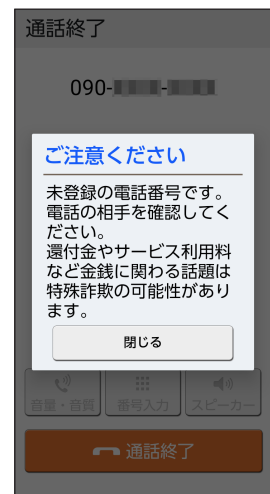 通話終了
090-
ご注意ください
未登録の電話番号です。
電話の相手を確認してく
ださい。
還付金やサービス利用料
など金銭に関わる話題は
特殊詐欺の可能性があり
ます。
閉じる
音量・音質 番号入力 スピーカー
通話終了